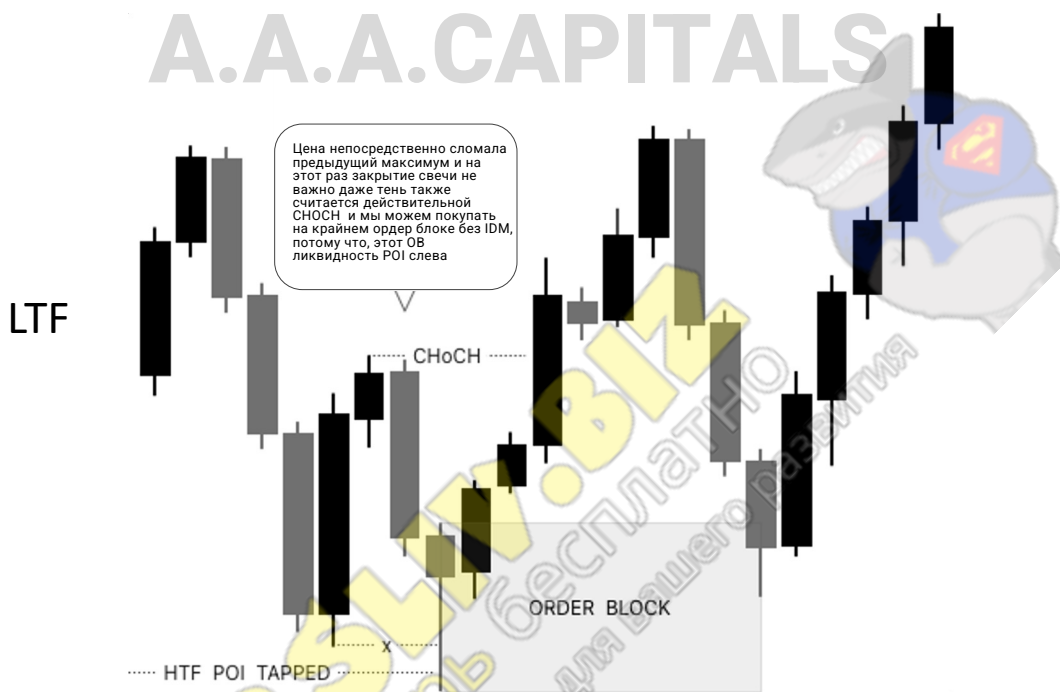 A.A.A.CAPITALS
Цена непосредственно сломала
предыдущий максимум и на
этот раз закрытие свечи не
важно даже тень также
считается действительной
CHOCH и мы можем покупать
на крайнем ордер блоке без IDM,
потому что, этот OB
ликвидность POI слева
LTF
CHoCH
SLIV.BIZ
бесплатно
для вашего развития
ORDER BLOCK
x
HTF POI TAPPED